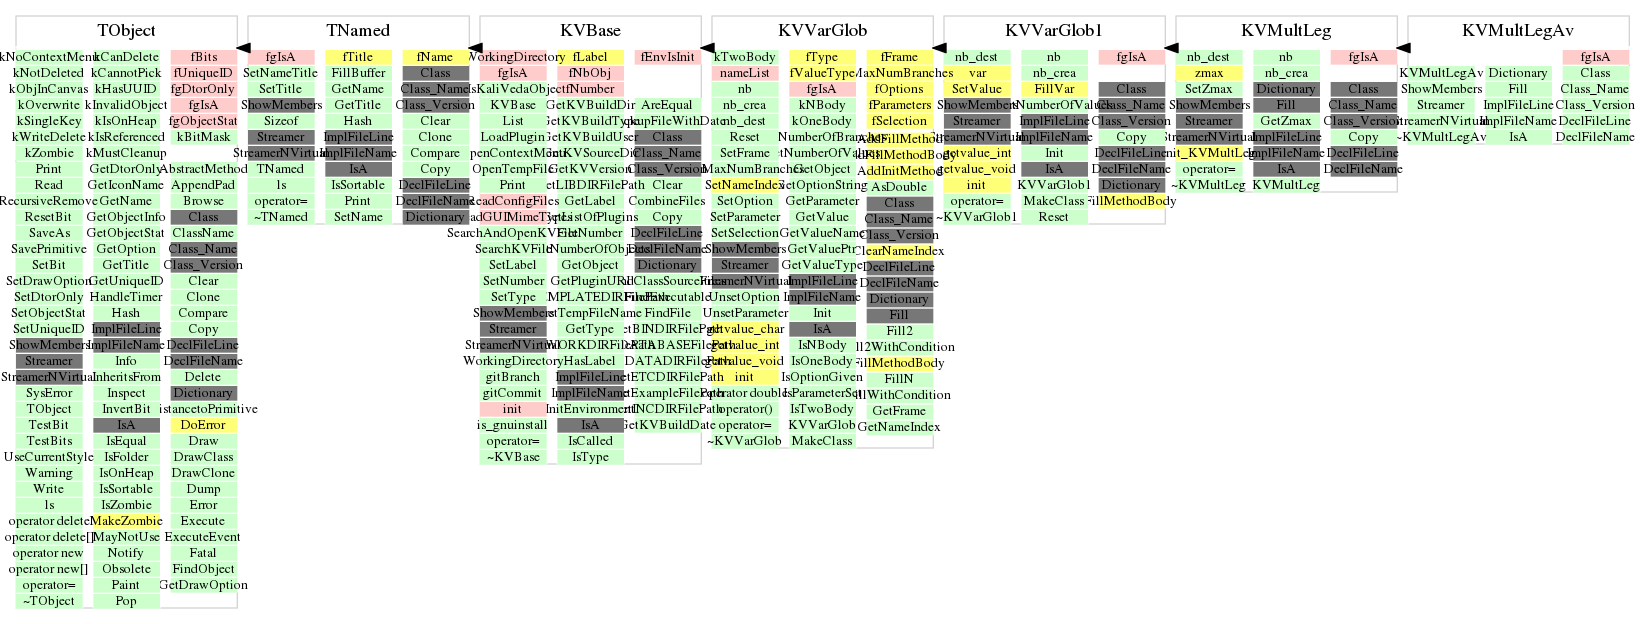 TObject
kNoContextMenu kCanDelete fBits
kNotDeleted kCannotPick fUniqueID
kObjInCanvas kHasUUID fgDtorOnly
kOverwrite kInvalidObject fgIsA
kSingleKey kIsOnHeap fgObjectStat
kWriteDelete kIsReferenced kBitMask
kZombie kMustCleanup
Print GetDtorOnly AbstractMethod
Read GetIconName AppendPad
RecursiveRemove GetName Browse
ResetBit GetObjectInfo Class
SaveAs GetObjectStat ClassName
SavePrimitive GetOption Class_Name
SetBit GetTitle Class_Version
SetDrawOption GetUniqueID Clear
SetDtorOnly HandleTimer Clone
SetObjectStat Hash Compare
SetUniqueID ImplFileLine Copy
ShowMembers ImplFileName DeclFileLine
Streamer Info DeclFileName
StreamerNVirtual InheritsFrom Delete
SysError Inspect Dictionary
TObject InvertBit istancetoPrimitive
TestBit IsA DoError
TestBits IsEqual Draw
UseCurrentStyle IsFolder DrawClass
Warning IsOnHeap DrawClone
Write IsSortable Dump
ls IsZombie Error
operator delete MakeZombie Execute
operator delete[] MayNotUse ExecuteEvent
operator new Notify Fatal
operator new[] Obsolete FindObject
operator= Paint GetDrawOption
~TObject Pop
TNamed
fgIsA fTitle fName
SetNameTitle FillBuffer Class
SetTitle GetName Class_Name
ShowMembers GetTitle Class_Version
Sizeof Hash Clear
Streamer ImplFileLine Clone
StreamerNVirtual ImplFileName Compare
TNamed IsA Copy
ls IsSortable DeclFileLine
operator= Print DeclFileName
~TNamed SetName Dictionary
KVBase
WorkingDirectory fLabel fEnvIsInit
fgIsA fNbObj
IsKaliVedaObject fNumber
KVBase GetKVBuildDir AreEqual
List GetKVBuildType
LoadPlugin GetKVBuildUser Class
OpenContextMenu GetKVSourceDir Class_Name
OpenTempFile GetKVVersion Class_Version
Print GetLIBDIRFilePath Clear
ReadConfigFiles GetLabel CombineFiles
GetListOfPlugins Copy
SearchAndOpenKVFile GetNumber DeclFileLine
SearchKVFile GetNumberOfObjects DeclFileName
SetLabel GetObject Dictionary
SetNumber GetPluginURI
SetType FindExecutable
ShowMembers GetTempFileName FindFile
Streamer GetType GetBINDIRFilePath
StreamerNVirtual
WorkingDirectory HasLabel
gitBranch ImplFileLine GetETCDIRFilePath
gitCommit ImplFileName GetExampleFilePath
init InitEnvironment GetINCDIRFilePath
is_gnuinstall IsA GetKVBuildDate
operator= IsCalled
~KVBase IsType
KVVarGlob
kTwoBody fType fFrame
nameList fValueType MaxNumBranches
nb fgIsA fOptions
nb_crea kNBody fParameters
nb_dest kOneBody fSelection
Reset AddFillMethod
SetFrame AddFillMethodBody
SetMaxNumBranches GetObject AddInitMethod
SetNameIndex GetOptionString AsDouble
SetOption GetParameter Class
SetParameter GetValue Class_Name
SetSelection GetValueName Class_Version
ShowMembers GetValuePtr ClearNameIndex
Streamer GetValueType DeclFileLine
StreamerNVirtual ImplFileLine DeclFileName
UnsetOption ImplFileName Dictionary
UnsetParameter Init Fill
getvalue_char IsA Fill2
getvalue_int IsNBody Fill2WithCondition
getvalue_void IsOneBody FillMethodBody
init IsOptionGiven FillN
operator double IsParameterSet FillWithCondition
operator() IsTwoBody GetFrame
operator= KVVarGlob GetNameIndex
~KVVarGlob MakeClass
KVVarGlob1
nb_dest nb fgIsA
var nb_crea
SetValue FillVar Class
ShowMembers GetNumberOfValues Class_Name
Streamer ImplFileLine Class_Version
StreamerNVirtual ImplFileName Copy
getvalue_int Init DeclFileLine
getvalue_void IsA DeclFileName
init KVVarGlob1 Dictionary
operator= MakeClass FillMethodBody
~KVVarGlob1 Reset
KVMultLeg
nb_dest nb fgIsA
zmax nb_crea
SetZmax Dictionary Class
ShowMembers Fill Class_Name
Streamer GetZmax Class_Version
StreamerNVirtual ImplFileLine Copy
init_KVMultLeg ImplFileName DeclFileLine
operator= IsA DeclFileName
~KVMultLeg KVMultLeg
KVMultLegAv
fgIsA
KVMultLegAv Dictionary Class
ShowMembers Fill Class_Name
Streamer ImplFileLine Class_Version
StreamerNVirtual ImplFileName DeclFileLine
~KVMultLegAv IsA DeclFileName